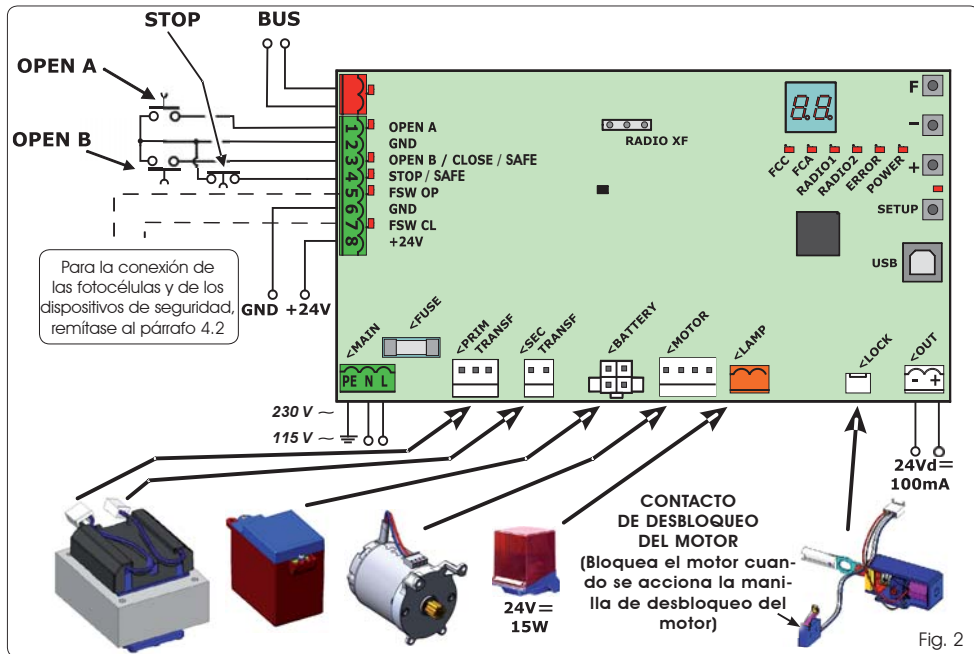 STOP
BUS
OPEN A
OPEN B
1 OPEN A
2 GND
3 OPEN B / CLOSE / SAFE
4 STOP / SAFE
5 FSW OP
6 GND
7 FSW CL
8 +24V
RADIO XF
8.8.
FCC
FCA
RADIO1
RADIO2
ERROR
POWER
F
-
+
SETUP
USB
Para la conexión de
las fotocélulas y de los
dispositivos de seguridad,
remítase al párrafo 4.2
GND +24V
<MAIN
<FUSE
<PRIM
TRANSF
<SEC
TRANSF
<BATTERY
<MOTOR
<LAMP
<LOCK
<OUT
PE N L
- +
230 V ~
115 V ~
24Vd=
100mA
24V=
15W
CONTACTO
DE DESBLOQUEO
DEL MOTOR
(Bloquea el motor cuan-
do se acciona la mani-
lla de desbloqueo del
motor)
Fig. 2